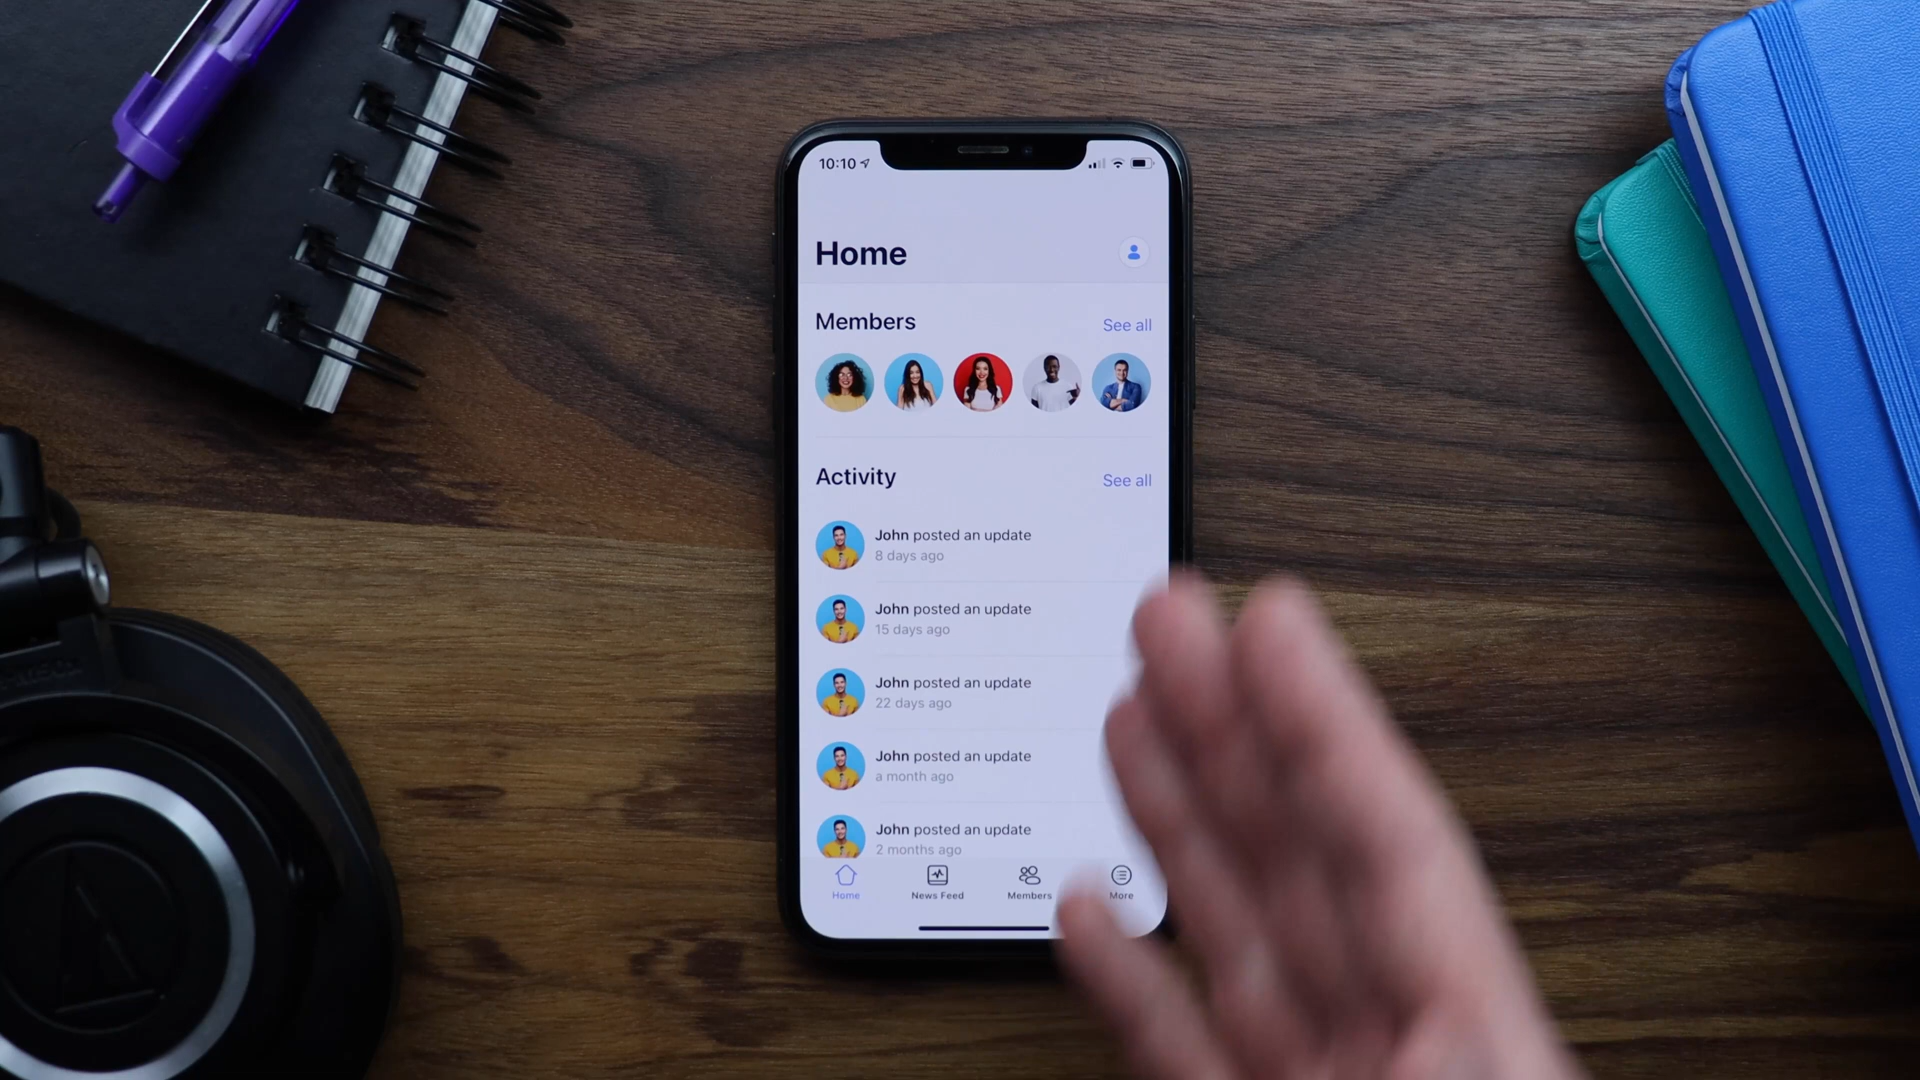 10:10
Home
Members
See all
Activity
See all
John posted an update
8 days ago
John posted an update
15 days ago
John posted an update
22 days ago
John posted an update
a month ago
John posted an update
2 months ago
Home
News Feed
Members
More